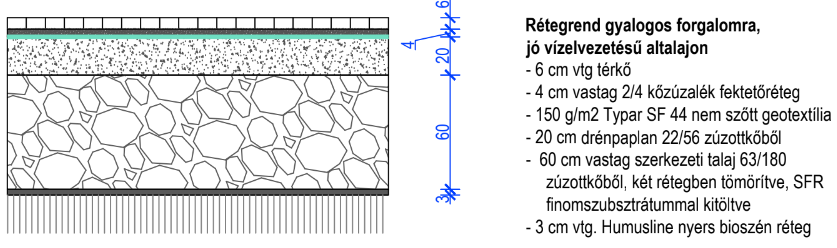 6
4
20
60
3
Rétegrend gyalogos forgalomra,
jó vízelvezetésű altalajon
- 6 cm vtg térkő
- 4 cm vastag 2/4 kőzúzalék fektetőréteg
- 150 g/m2 Typar SF 44 nem szőtt geotextília
- 20 cm drénpaplan 22/56 zúzottkőből
- 60 cm vastag szerkezeti talaj 63/180
zúzottkőből, két rétegben tömörítve, SFR
finomszubsztrátummal kitöltve
- 3 cm vtg. Humusline nyers bioszén réteg